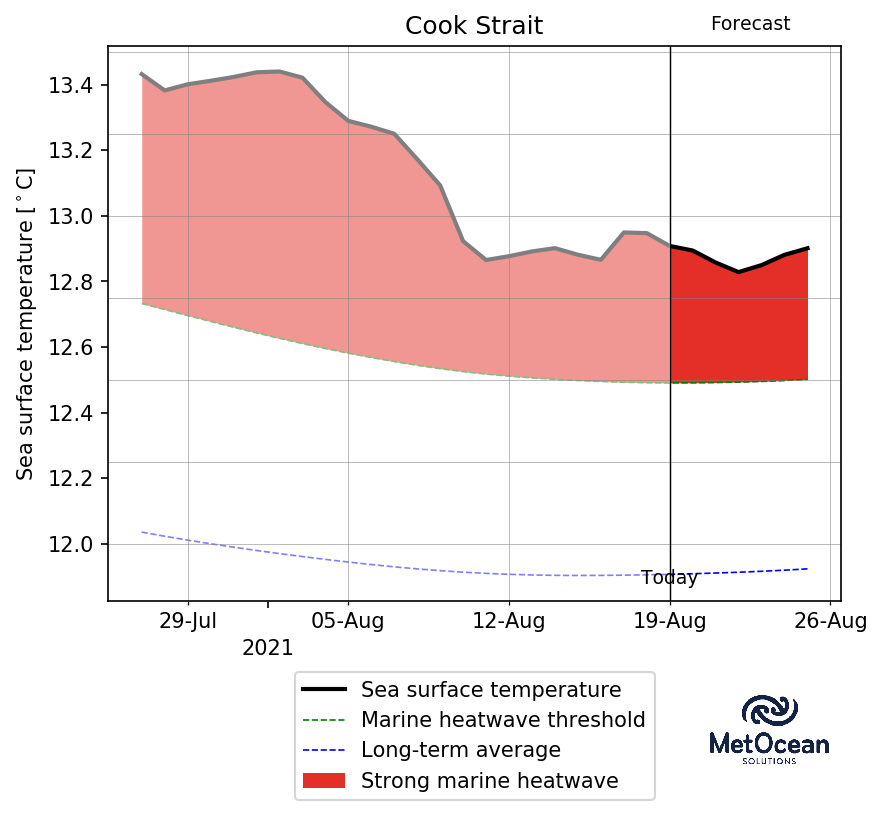 Cook Strait
Forecast
Sea surface temperature [°C]
13.4
13.2
13.0
12.8
12.6
12.4
12.2
12.0
Today
29-Jul
05-Aug
12-Aug
19-Aug
26-Aug
2021
Sea surface temperature
Marine heatwave threshold
Long-term average
Strong marine heatwave
MetOcean
SOLUTIONS